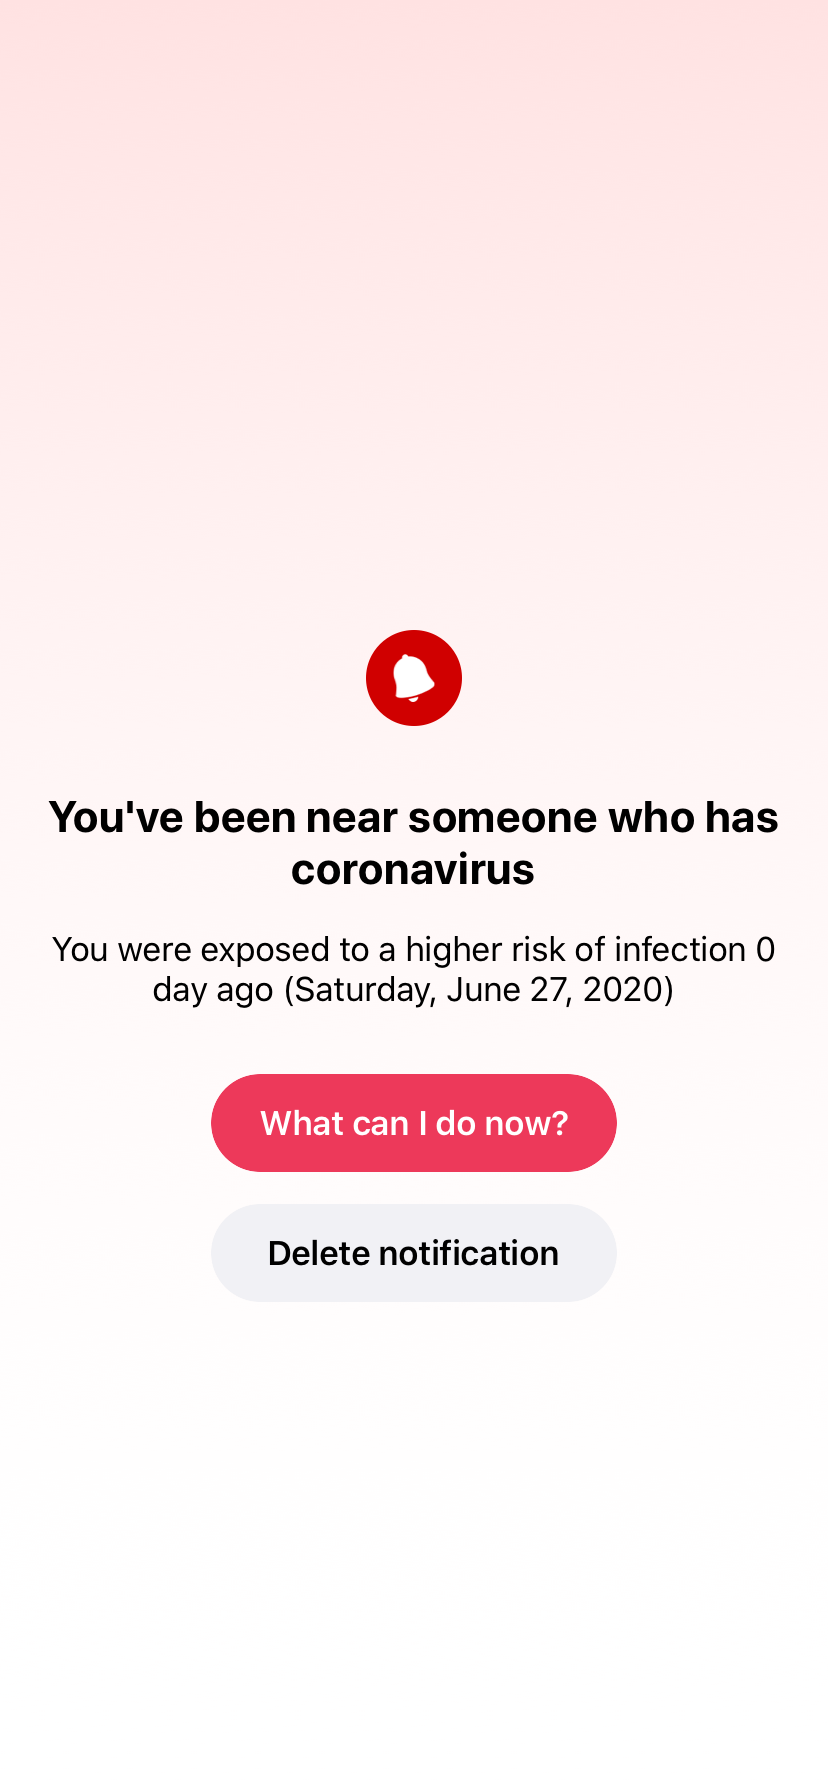 You've been near someone who has
coronavirus
You were exposed to a higher risk of infection 0
day ago (Saturday, June 27, 2020)
What can I do now?
Delete notification